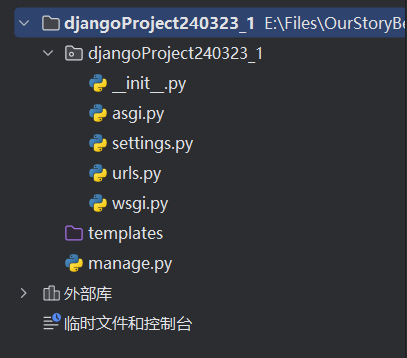 djangoProject240323_1 E:\Files\OurStoryBe
djangoProject240323_1
__init__.py
asgi.py
settings.py
urls.py
wsgi.py
templates
manage.py
外部库
临时文件和控制台